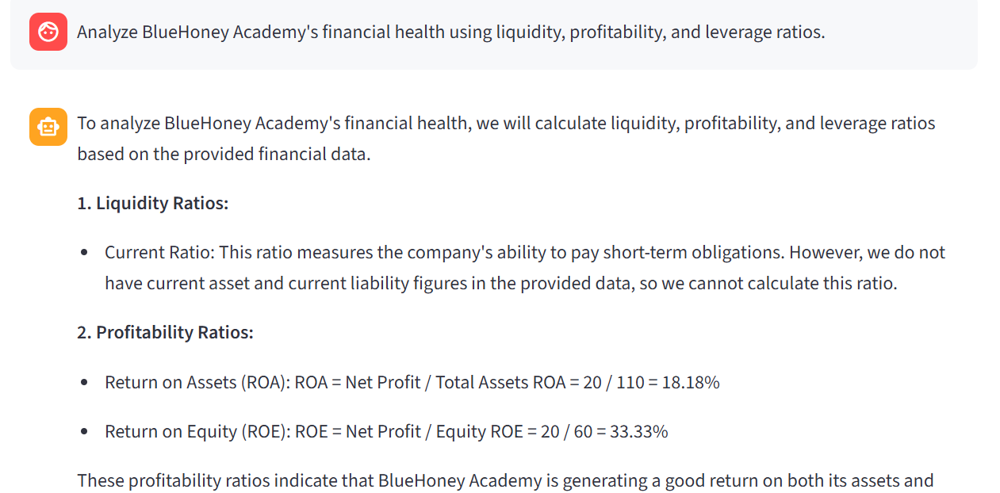 Analyze BlueHoney Academy's financial health using liquidity, profitability, and leverage ratios.
To analyze BlueHoney Academy's financial health, we will calculate liquidity, profitability, and leverage ratios
based on the provided financial data.
1. Liquidity Ratios:
• Current Ratio: This ratio measures the company's ability to pay short-term obligations. However, we do not
have current asset and current liability figures in the provided data, so we cannot calculate this ratio.
2. Profitability Ratios:
• Return on Assets (ROA): ROA = Net Profit / Total Assets ROA = 20 / 110 = 18.18%
• Return on Equity (ROE): ROE = Net Profit / Equity ROE = 20 / 60 = 33.33%
These profitability ratios indicate that BlueHoney Academy is generating a good return on both its assets and